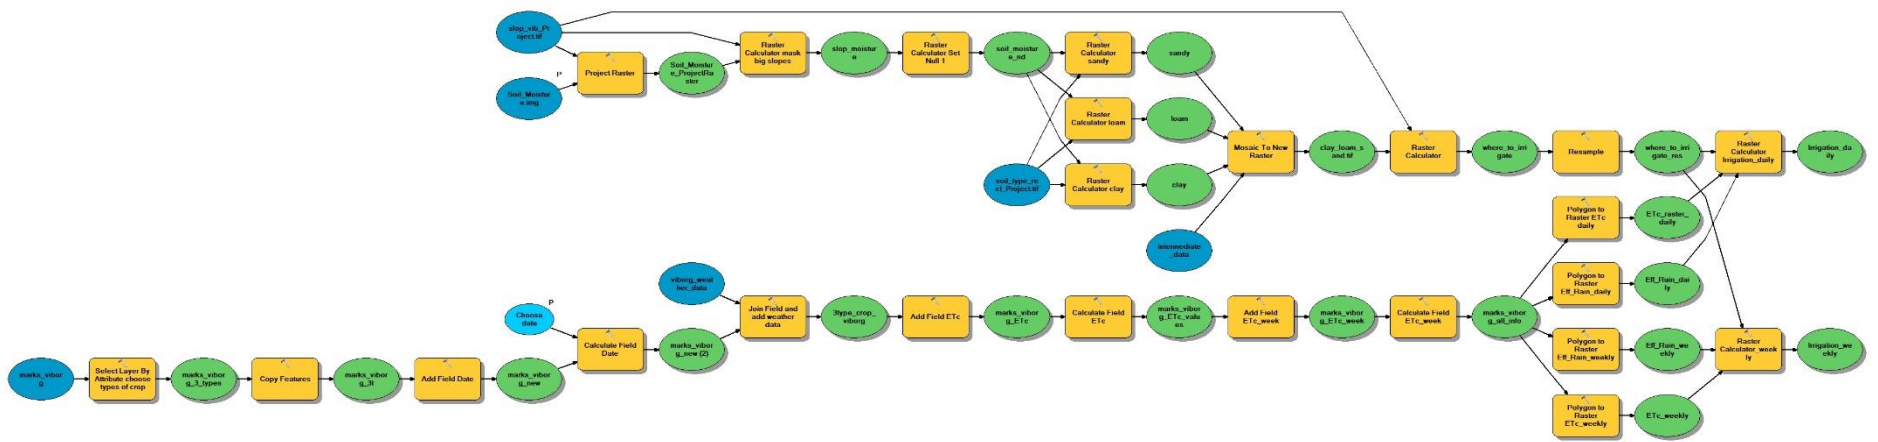 slop_vib_Pr
oject.tif
P
Soil_Moistur
e.img
Project Raster
Soil_Moistur
e_ProjectRas
ter
Raster
Calculator mask
big slopes
slop_moistur
e
Raster
Calculator Set
Null 1
soil_moistur
e_nd
Raster
Calculator
sandy
sandy
Raster
Calculator loam
loam
soil_type_re
cl_Project.tif
Raster
Calculator clay
clay
intermediate
_data
Mosaic To New
Raster
clay_loam_s
and.tif
Raster
Calculator
where_to_irri
gate
Resample
where_to_irri
gate_res
Raster
Calculator
Irrigation_daily
Irrigation_da
ily
marks_vibor
g
Select Layer By
Attribute choose
types of crop
marks_vibor
g_3_types
Copy Features
marks_vibor
g_3t
Add Field Date
marks_vibor
g_new
P
Choose
date
Calculate Field
Date
marks_vibor
g_new (2)
viborg_weat
her_data
Join Field and
add weather
data
3type_crop_
viborg
Add Field ETc
marks_vibor
g_ETc
Calculate Field
ETc
marks_vibor
g_ETc_valu
es
Add Field
ETc_week
marks_vibor
g_ETc_week
Calculate Field
ETc_week
marks_vibor
g_all_info
Polygon to
Raster ETc
daily
ETc_raster_
daily
Polygon to
Raster
Eff_Rain_daily
Eff_Rain_dai
ly
Polygon to
Raster
Eff_Rain_weekly
Eff_Rain_we
ekly
Polygon to
Raster
ETc_weekly
ETc_weekly
Raster
Calculator_week
ly
Irrigation_we
ekly